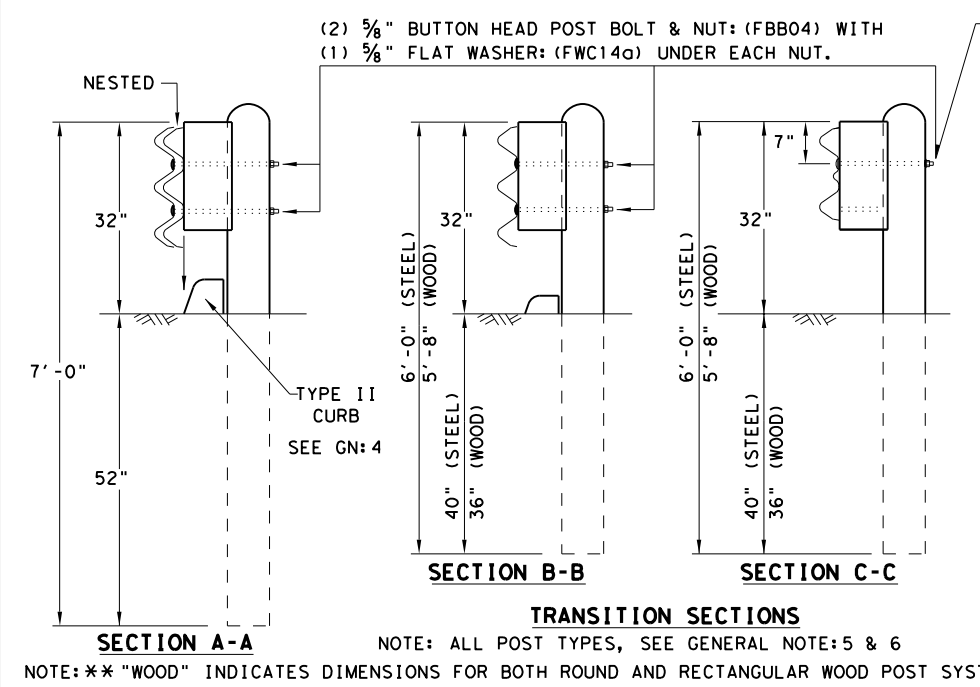 (2) ⅝" BUTTON HEAD POST BOLT & NUT: (FBB04) WITH
(1) ⅝" FLAT WASHER: (FWC14a) UNDER EACH NUT.
NESTED
32"
7'-0"
52"
TYPE II
CURB
SEE GN:4
SECTION A-A
32"
6'-0" (STEEL)
5'-8" (WOOD)
40" (STEEL)
36" (WOOD)
SECTION B-B
7"
32"
6'-0" (STEEL)
5'-8" (WOOD)
40" (STEEL)
36" (WOOD)
SECTION C-C
TRANSITION SECTIONS
NOTE: ALL POST TYPES, SEE GENERAL NOTE:5 & 6
NOTE:** "WOOD" INDICATES DIMENSIONS FOR BOTH ROUND AND RECTANGULAR WOOD POST SYS